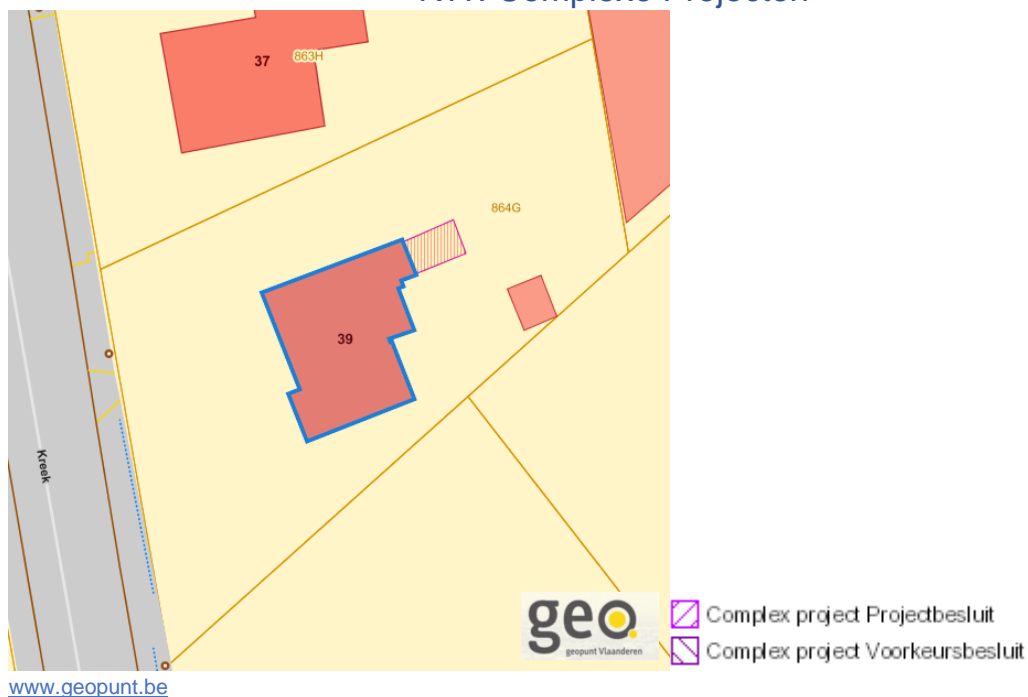 37
863H
864G
39
Kreek
geo
geopunt Vlaanderen
Complex project Projectbesluit
Complex project Voorkeursbesluit
www.geopunt.be